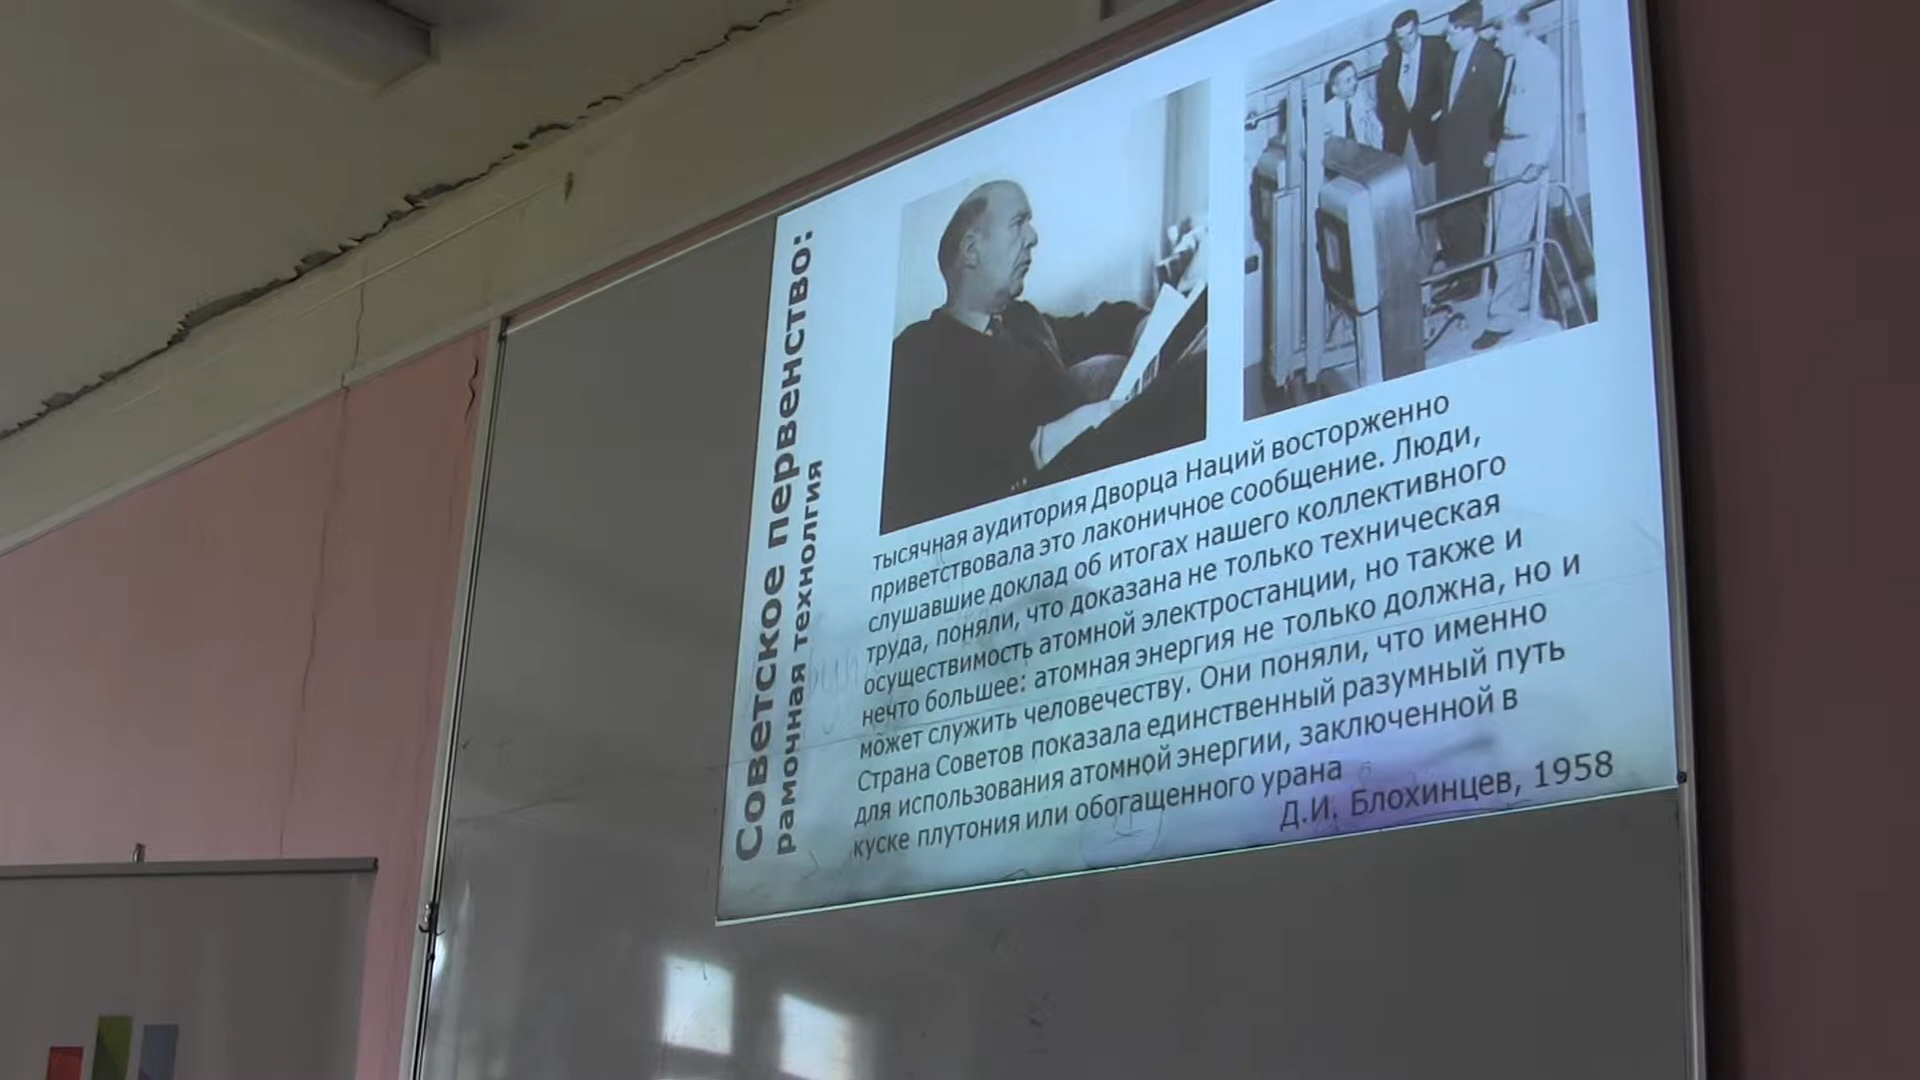 Советское первенство:
рамочная технология
тысячная аудитория Дворца Наций восторженно
приветствовала это лаконичное сообщение. Люди,
слушавшие доклад об итогах нашего коллективного
труда, поняли, что доказана не только техническая
осуществимость атомной электростанции, но также и
нечто большее: атомная энергия не только должна, но и
может служить человечеству. Они поняли, что именно
Страна Советов показала единственный разумный путь
для использования атомной энергии, заключенной в
куске плутония или обогащенного урана
Д.И. Блохинцев, 1958